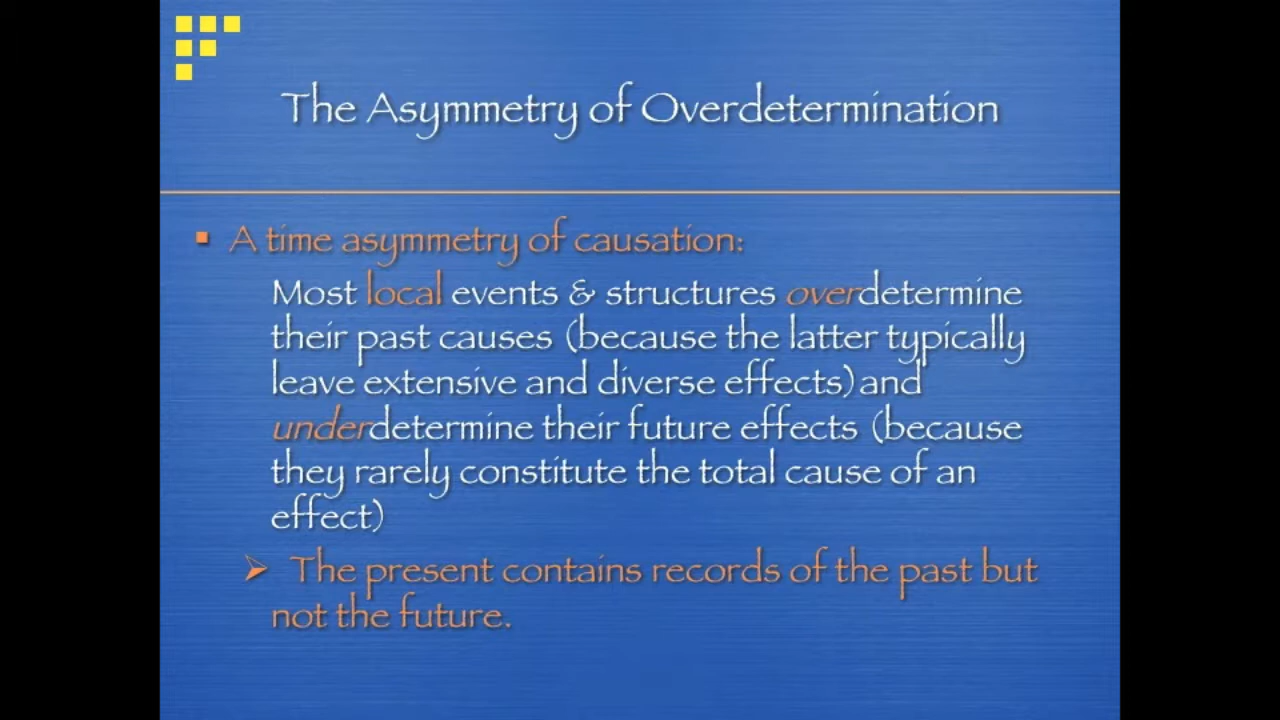 The Asymmetry of Overdetermination
A time asymmetry of causation:
Most local events & structures overdetermine
their past causes (because the latter typically
leave extensive and diverse effects) and
underdetermine their future effects (because
they rarely constitute the total cause of an
effect)
The present contains records of the past but
not the future.